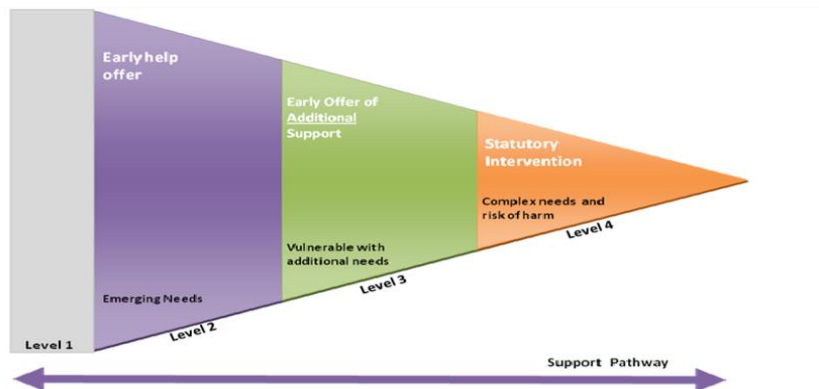 Early help
offer
Emerging Needs
Early Offer of
Additional
Support
Vulnerable with
additional needs
Statutory
Intervention
Complex needs and
risk of harm
Level 1
Level 2
Level 3
Level 4
Support Pathway